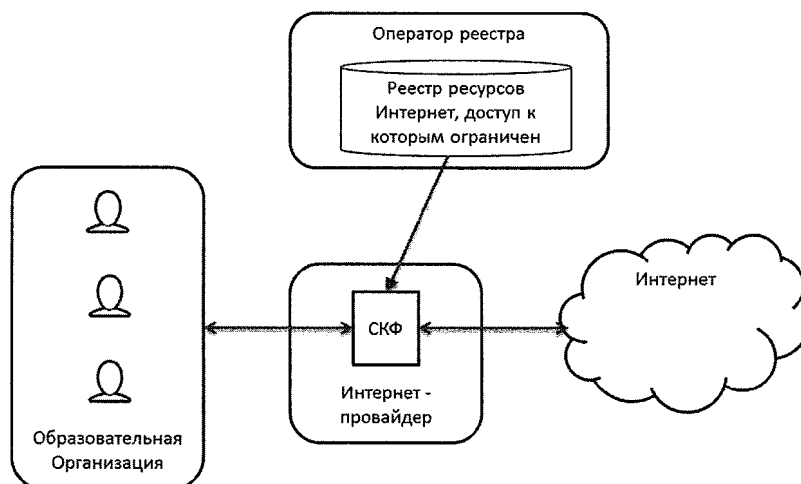 Оператор реестра
Реестр ресурсов
Интернет, доступ к
которым ограничен
Интернет
СКФ
Интернет -
провайдер
Образовательная
Организация